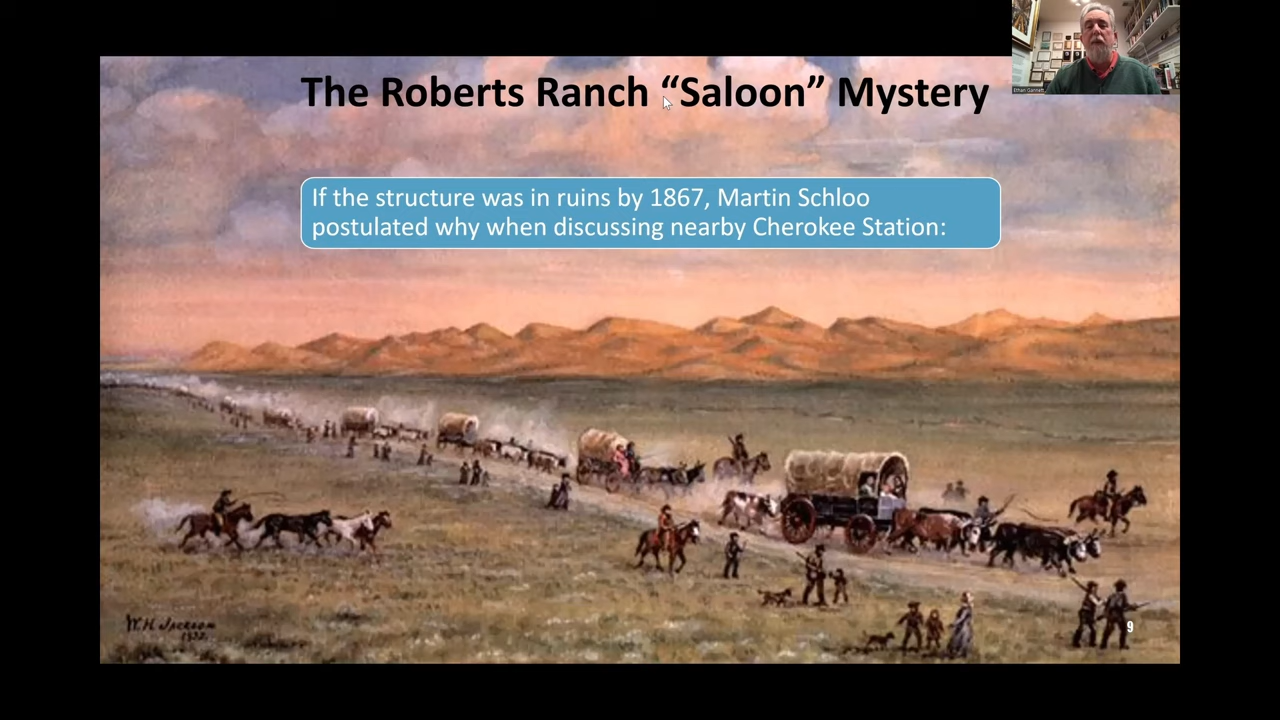 The Roberts Ranch “Saloon” Mystery
If the structure was in ruins by 1867, Martin Schloo
postulated why when discussing nearby Cherokee Station:
W. H. JACKSON
9